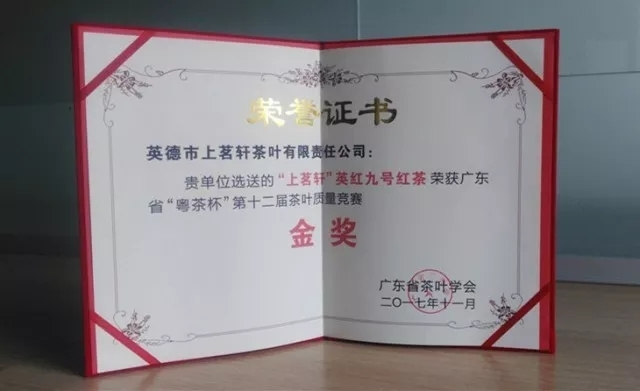 荣誉证书
英德市上茗轩茶叶有限责任公司：
贵单位选送的“上茗轩”英红九号红茶 荣获广东
省“粤茶杯”第十二届茶叶质量竞赛
金奖
广东省茶叶学会
二〇一七年十一月